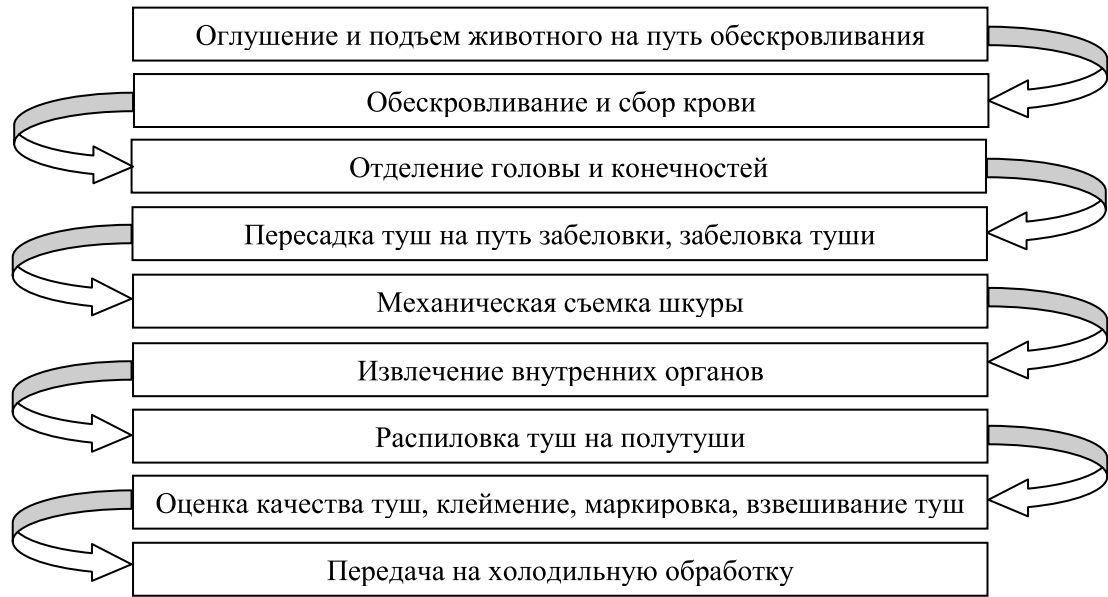 Оглушение и подъем животного на путь обескровливания
Обескровливание и сбор крови
Отделение головы и конечностей
Пересадка туш на путь забеловки, забеловка туши
Механическая съемка шкуры
Извлечение внутренних органов
Распиловка туш на полутуши
Оценка качества туш, клеймение, маркировка, взвешивание туш
Передача на холодильную обработку